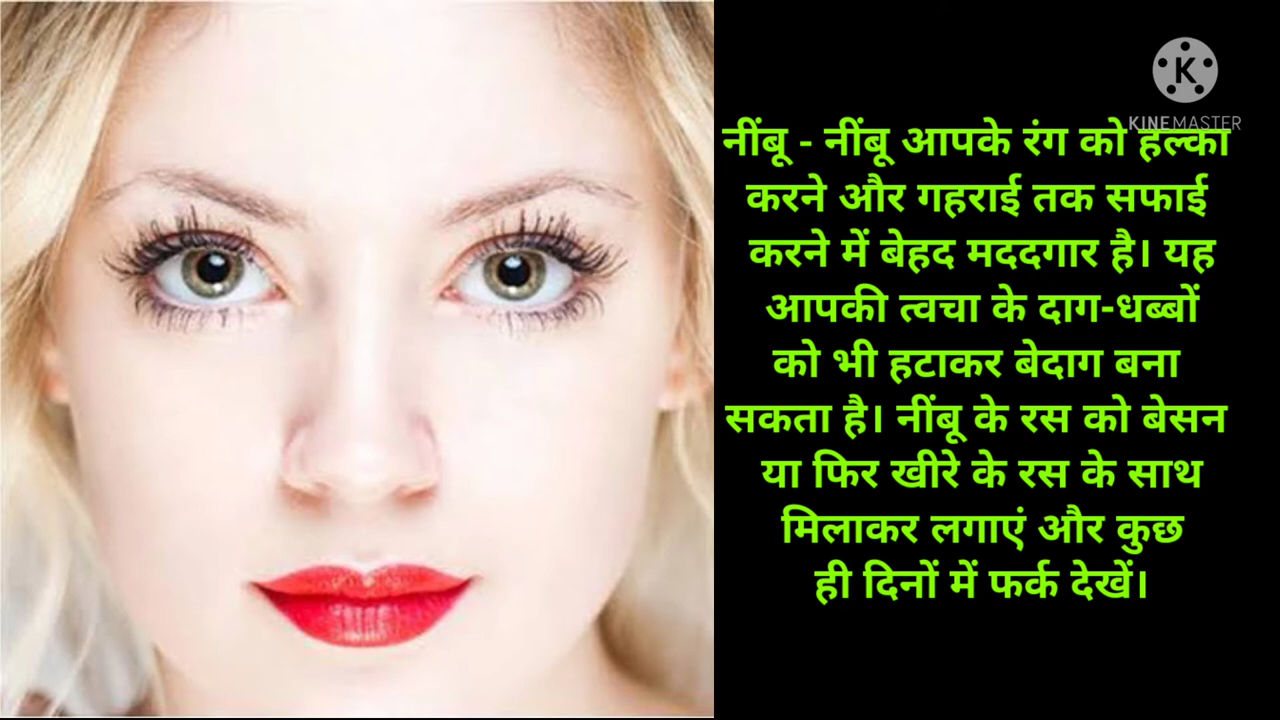 K
KINEMASTER
नींबू - नींबू आपके रंग को हल्का
करने और गहराई तक सफाई
करने में बेहद मददगार है। यह
आपकी त्वचा के दाग-धब्बों
को भी हटाकर बेदाग बना
सकता है। नींबू के रस को बेसन
या फिर खीरे के रस के साथ
मिलाकर लगाएं और कुछ
ही दिनों में फर्क देखें।